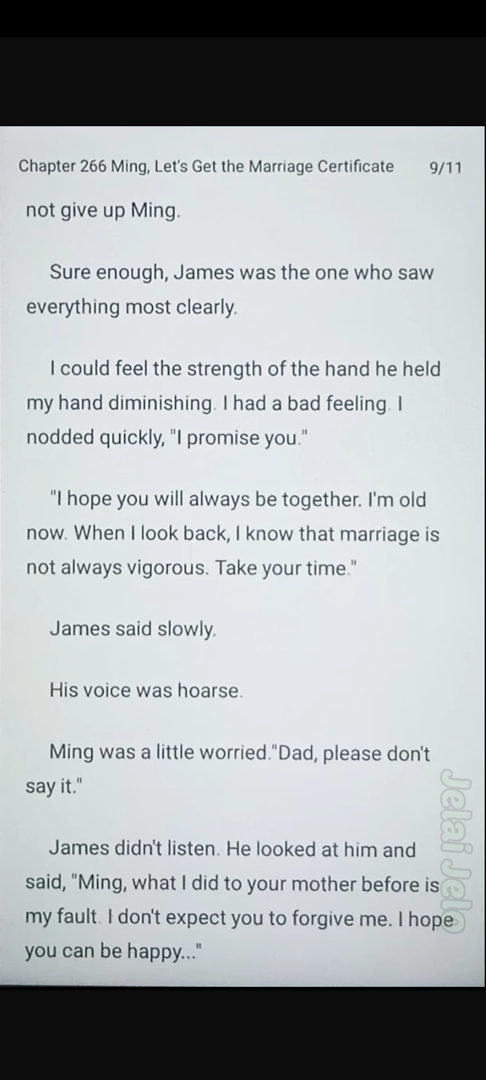 Chapter 266 Ming, Let's Get the Marriage Certificate 9/11
not give up Ming.
Sure enough, James was the one who saw
everything most clearly.
I could feel the strength of the hand he held
my hand diminishing. I had a bad feeling. I
nodded quickly, "I promise you."
"I hope you will always be together. I'm old
now. When I look back, I know that marriage is
not always vigorous. Take your time."
James said slowly.
His voice was hoarse.
Ming was a little worried."Dad, please don't
say it."
James didn't listen. He looked at him and
said, "Ming, what I did to your mother before is
my fault. I don't expect you to forgive me. I hope
you can be happy..."
Jelai Jelo